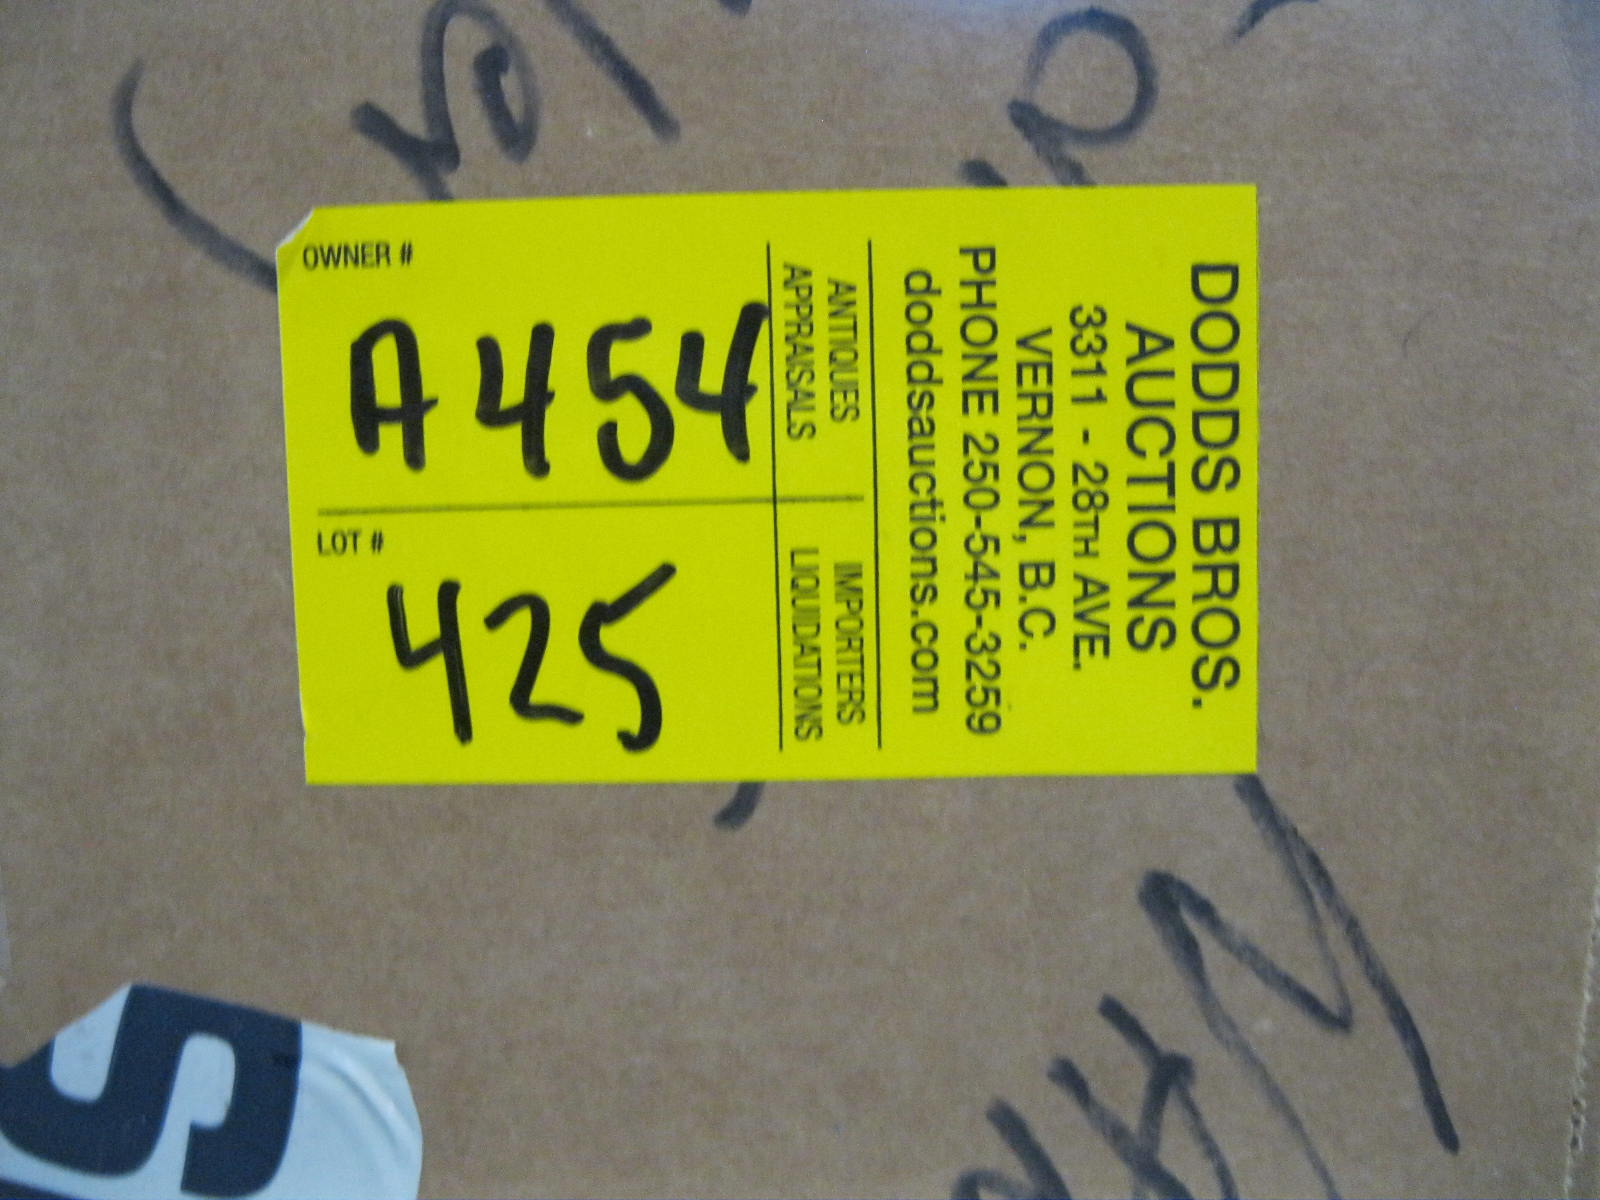 DODDS BROS.
AUCTIONS
3311 - 28TH AVE.
VERNON, B.C.
PHONE 250-545-3259
doddsauctions.com
ANTIQUES IMPORTERS
APPRAISALS LIQUIDATIONS
OWNER #
A454
LOT #
425
S